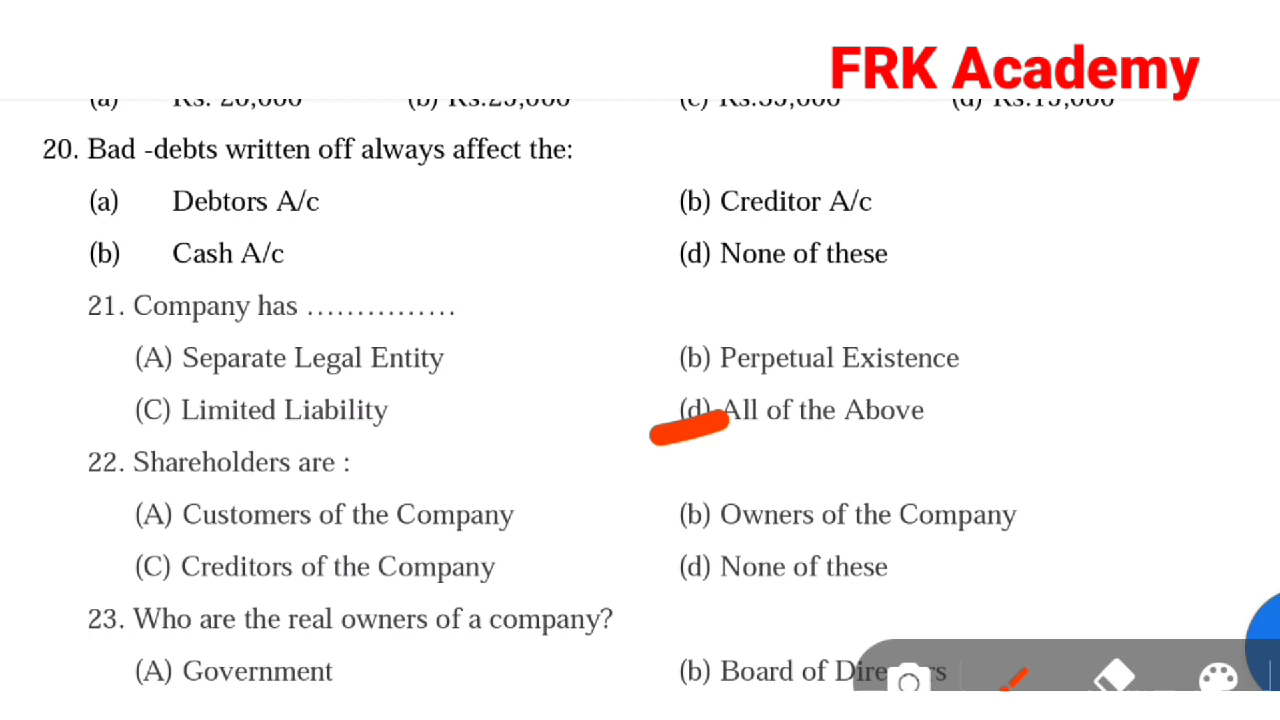 FRK Academy
20. Bad -debts written off always affect the:
(a) Debtors A/c (b) Creditor A/c
(b) Cash A/c (d) None of these
21. Company has ……………
(A) Separate Legal Entity (b) Perpetual Existence
(C) Limited Liability (d) All of the Above
22. Shareholders are :
(A) Customers of the Company (b) Owners of the Company
(C) Creditors of the Company (d) None of these
23. Who are the real owners of a company?
(A) Government (b) Board of